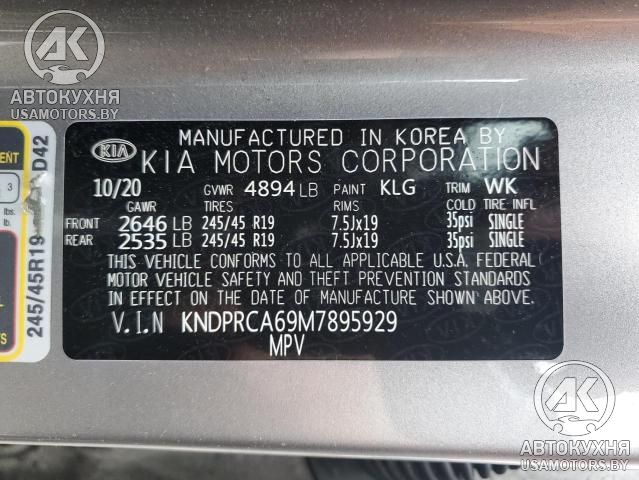 АК
АВТОКУХНЯ
USAMOTORS.BY
D42
245/45R19
3
lbs.
MANUFACTURED IN KOREA BY
KIA KIA MOTORS CORPORATION
10/20 GVWR 4894 LB PAINT KLG TRIM WK
GAWR TIRES RIMS COLD TIRE INFL
FRONT 2646 LB 245/45 R19 7.5Jx19 35psi SINGLE
REAR 2535 LB 245/45 R19 7.5Jx19 35psi SINGLE
THIS VEHICLE CONFORMS TO ALL APPLICABLE U.S.A. FEDERAL
MOTOR VEHICLE SAFETY AND THEFT PREVENTION STANDARDS
IN EFFECT ON THE DATE OF MANUFACTURE SHOWN ABOVE.
V.I.N KNDPRCA69M7895929
MPV
АК
АВТОКУХНЯ
USAMOTORS.BY